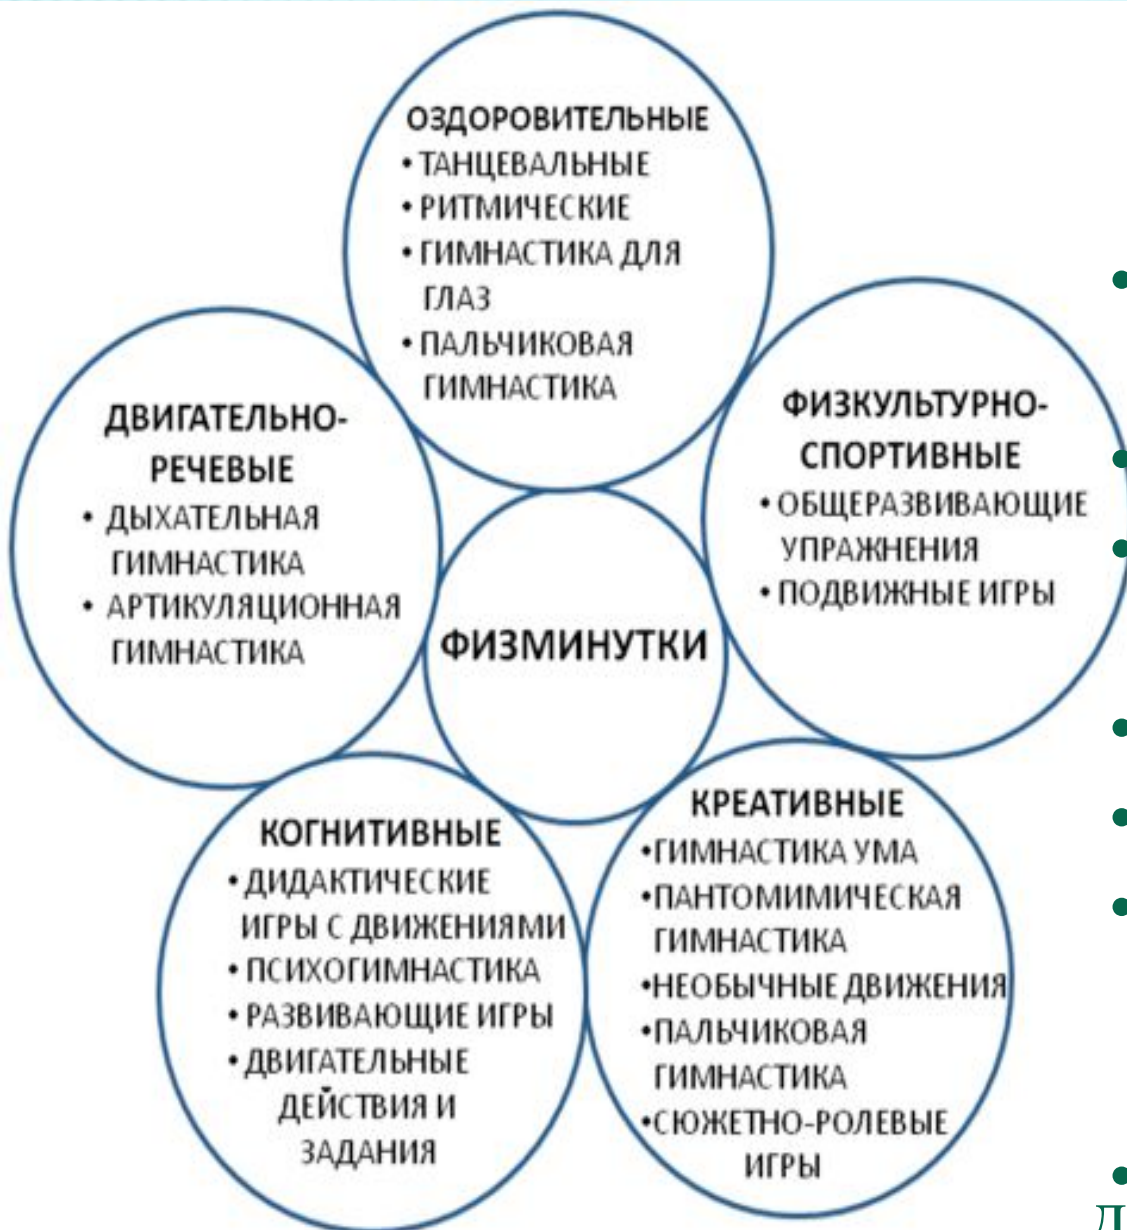 ОЗДОРОВИТЕЛЬНЫЕ
• ТАНЦЕВАЛЬНЫЕ
• РИТМИЧЕСКИЕ
• ГИМНАСТИКА ДЛЯ
ГЛАЗ
• ПАЛЬЧИКОВАЯ
ГИМНАСТИКА
ДВИГАТЕЛЬНО-
РЕЧЕВЫЕ
• ДЫХАТЕЛЬНАЯ
ГИМНАСТИКА
• АРТИКУЛЯЦИОННАЯ
ГИМНАСТИКА
ФИЗКУЛЬТУРНО-
СПОРТИВНЫЕ
• ОБЩЕРАЗВИВАЮЩИЕ
УПРАЖНЕНИЯ
• ПОДВИЖНЫЕ ИГРЫ
ФИЗМИНУТКИ
КОГНИТИВНЫЕ
• ДИДАКТИЧЕСКИЕ
ИГРЫ С ДВИЖЕНИЯМИ
• ПСИХОГИМНАСТИКА
• РАЗВИВАЮЩИЕ ИГРЫ
• ДВИГАТЕЛЬНЫЕ
ДЕЙСТВИЯ И
ЗАДАНИЯ
КРЕАТИВНЫЕ
•ГИМНАСТИКА УМА
•ПАНТОМИМИЧЕСКАЯ
ГИМНАСТИКА
•НЕОБЫЧНЫЕ ДВИЖЕНИЯ
•ПАЛЬЧИКОВАЯ
ГИМНАСТИКА
•СЮЖЕТНО-РОЛЕВЫЕ
ИГРЫ